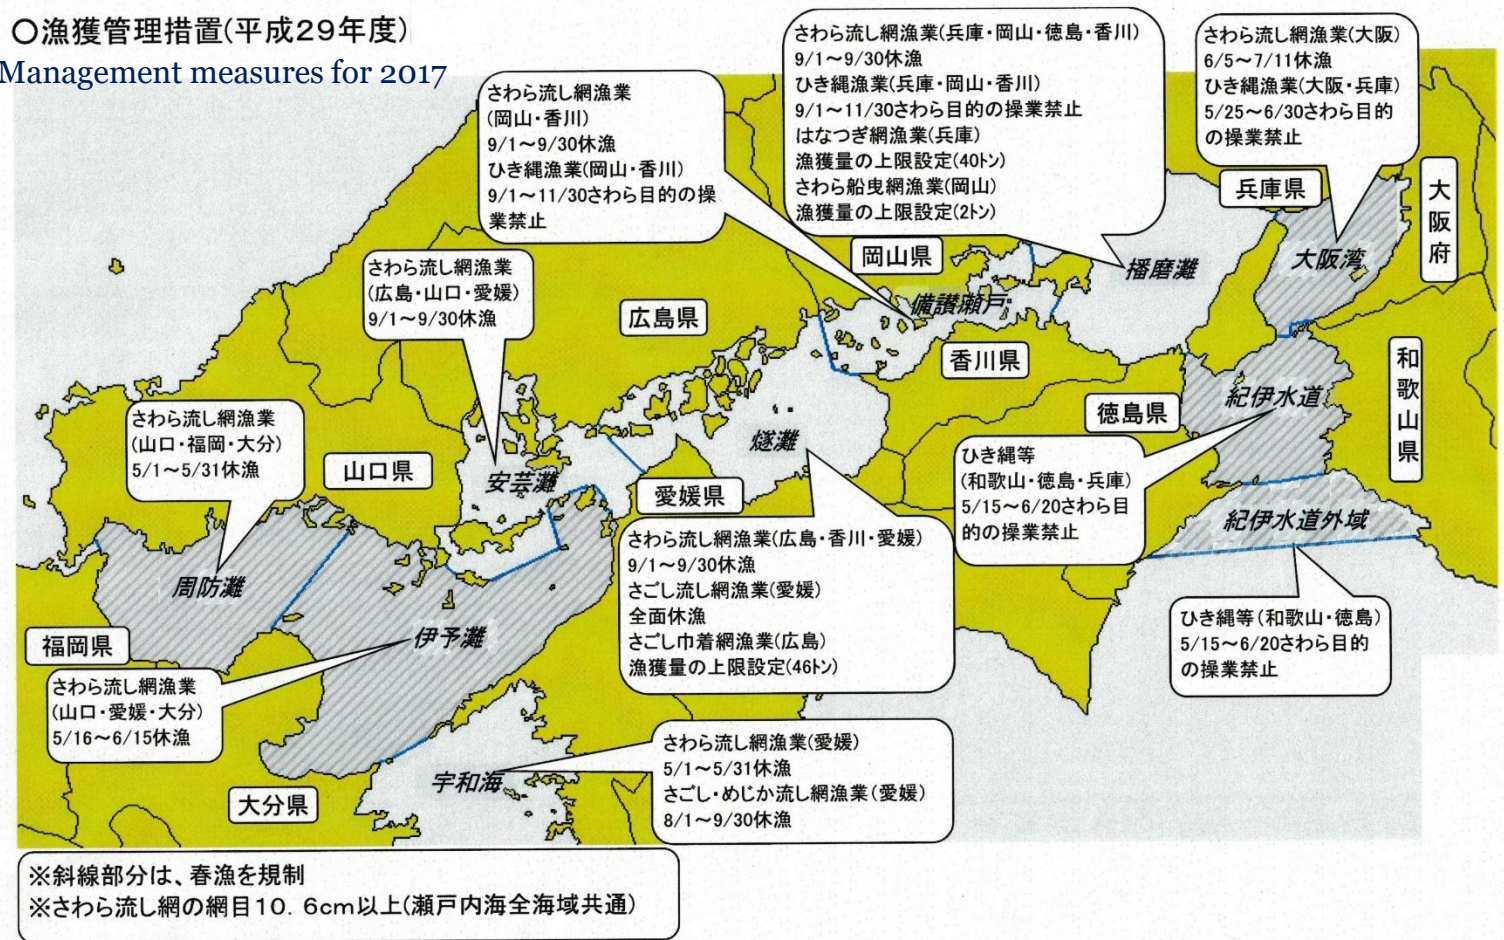 ○漁獲管理措置(平成29年度)
Management measures for 2017
さわら流し網漁業
(岡山・香川)
9/1～9/30休漁
ひき縄漁業(岡山・香川)
9/1～11/30さわら目的の操
業禁止
さわら流し網漁業(兵庫・岡山・徳島・香川)
9/1～9/30休漁
ひき縄漁業(兵庫・岡山・香川)
9/1～11/30さわら目的の操業禁止
はなつぎ網漁業(兵庫)
漁獲量の上限設定(40トン)
さわら船曳網漁業(岡山)
漁獲量の上限設定(2トン)
さわら流し網漁業(大阪)
6/5～7/11休漁
ひき縄漁業(大阪・兵庫)
5/25～6/30さわら目的
の操業禁止
兵庫県
大阪府
岡山県
播磨灘
大阪湾
さわら流し網漁業
(広島・山口・愛媛)
9/1～9/30休漁
広島県
備讃瀬戸
香川県
和歌山県
徳島県
紀伊水道
さわら流し網漁業
(山口・福岡・大分)
5/1～5/31休漁
山口県
安芸灘
燧灘
愛媛県
ひき縄等
(和歌山・徳島・兵庫)
5/15～6/20さわら目
的の操業禁止
紀伊水道外域
さわら流し網漁業(広島・香川・愛媛)
9/1～9/30休漁
さごし流し網漁業(愛媛)
全面休漁
さごし巾着網漁業(広島)
漁獲量の上限設定(46トン)
周防灘
伊予灘
福岡県
ひき縄等(和歌山・徳島)
5/15～6/20さわら目的
の操業禁止
さわら流し網漁業
(山口・愛媛・大分)
5/16～6/15休漁
さわら流し網漁業(愛媛)
5/1～5/31休漁
さごし・めじか流し網漁業(愛媛)
8/1～9/30休漁
宇和海
大分県
※斜線部分は、春漁を規制
※さわら流し網の網目10．6cm以上(瀬戸内海全海域共通)